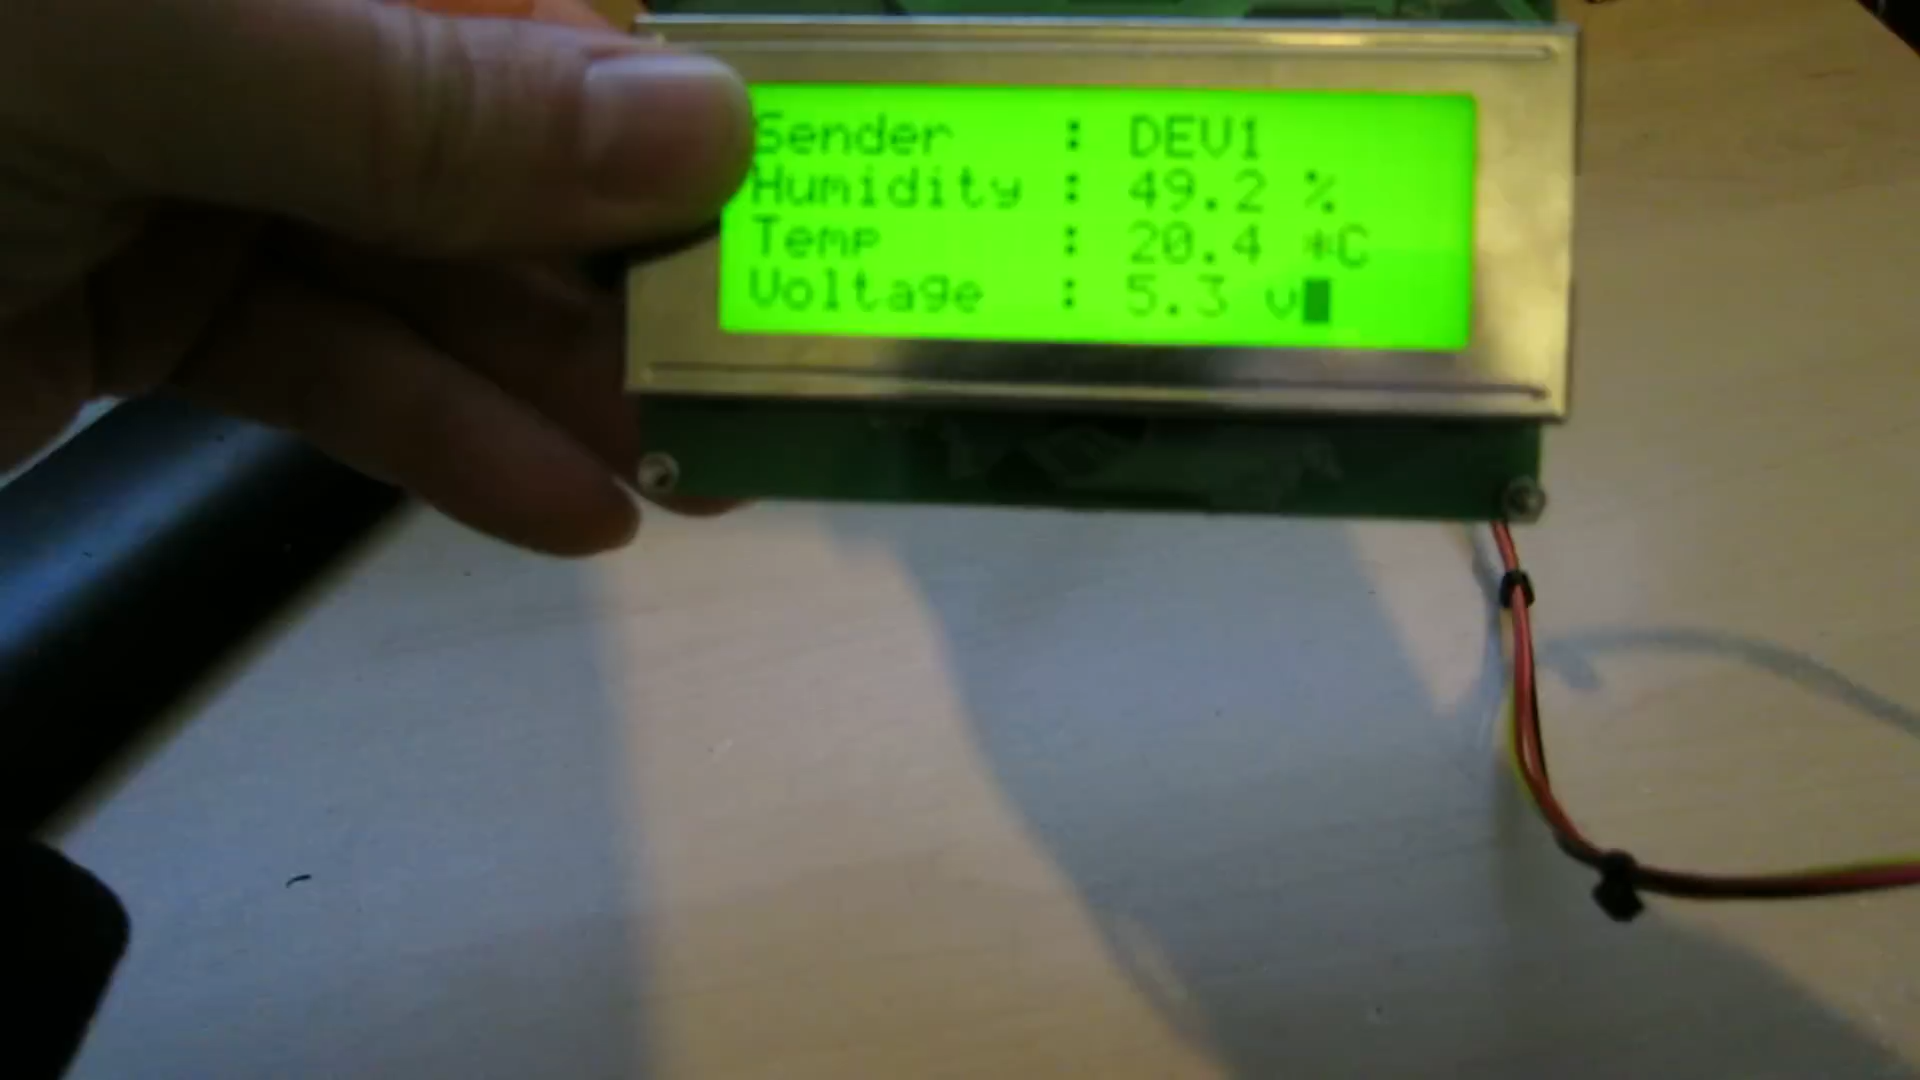 Sender : DEV1
Humidity : 49.2 %
Temp : 20.4 *C
Voltage : 5.3 v